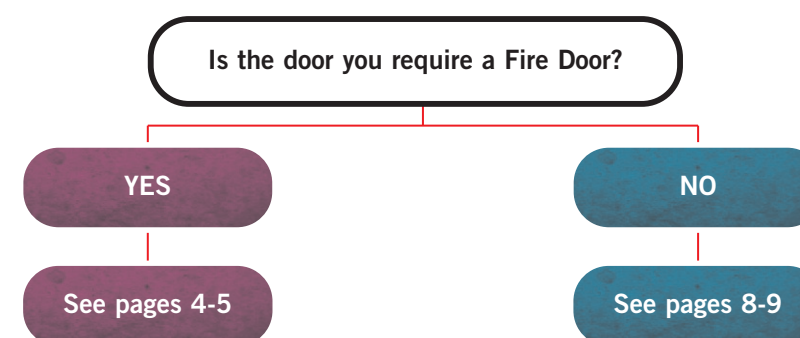 Is the door you require a Fire Door?
YES
NO
See pages 4-5
See pages 8-9